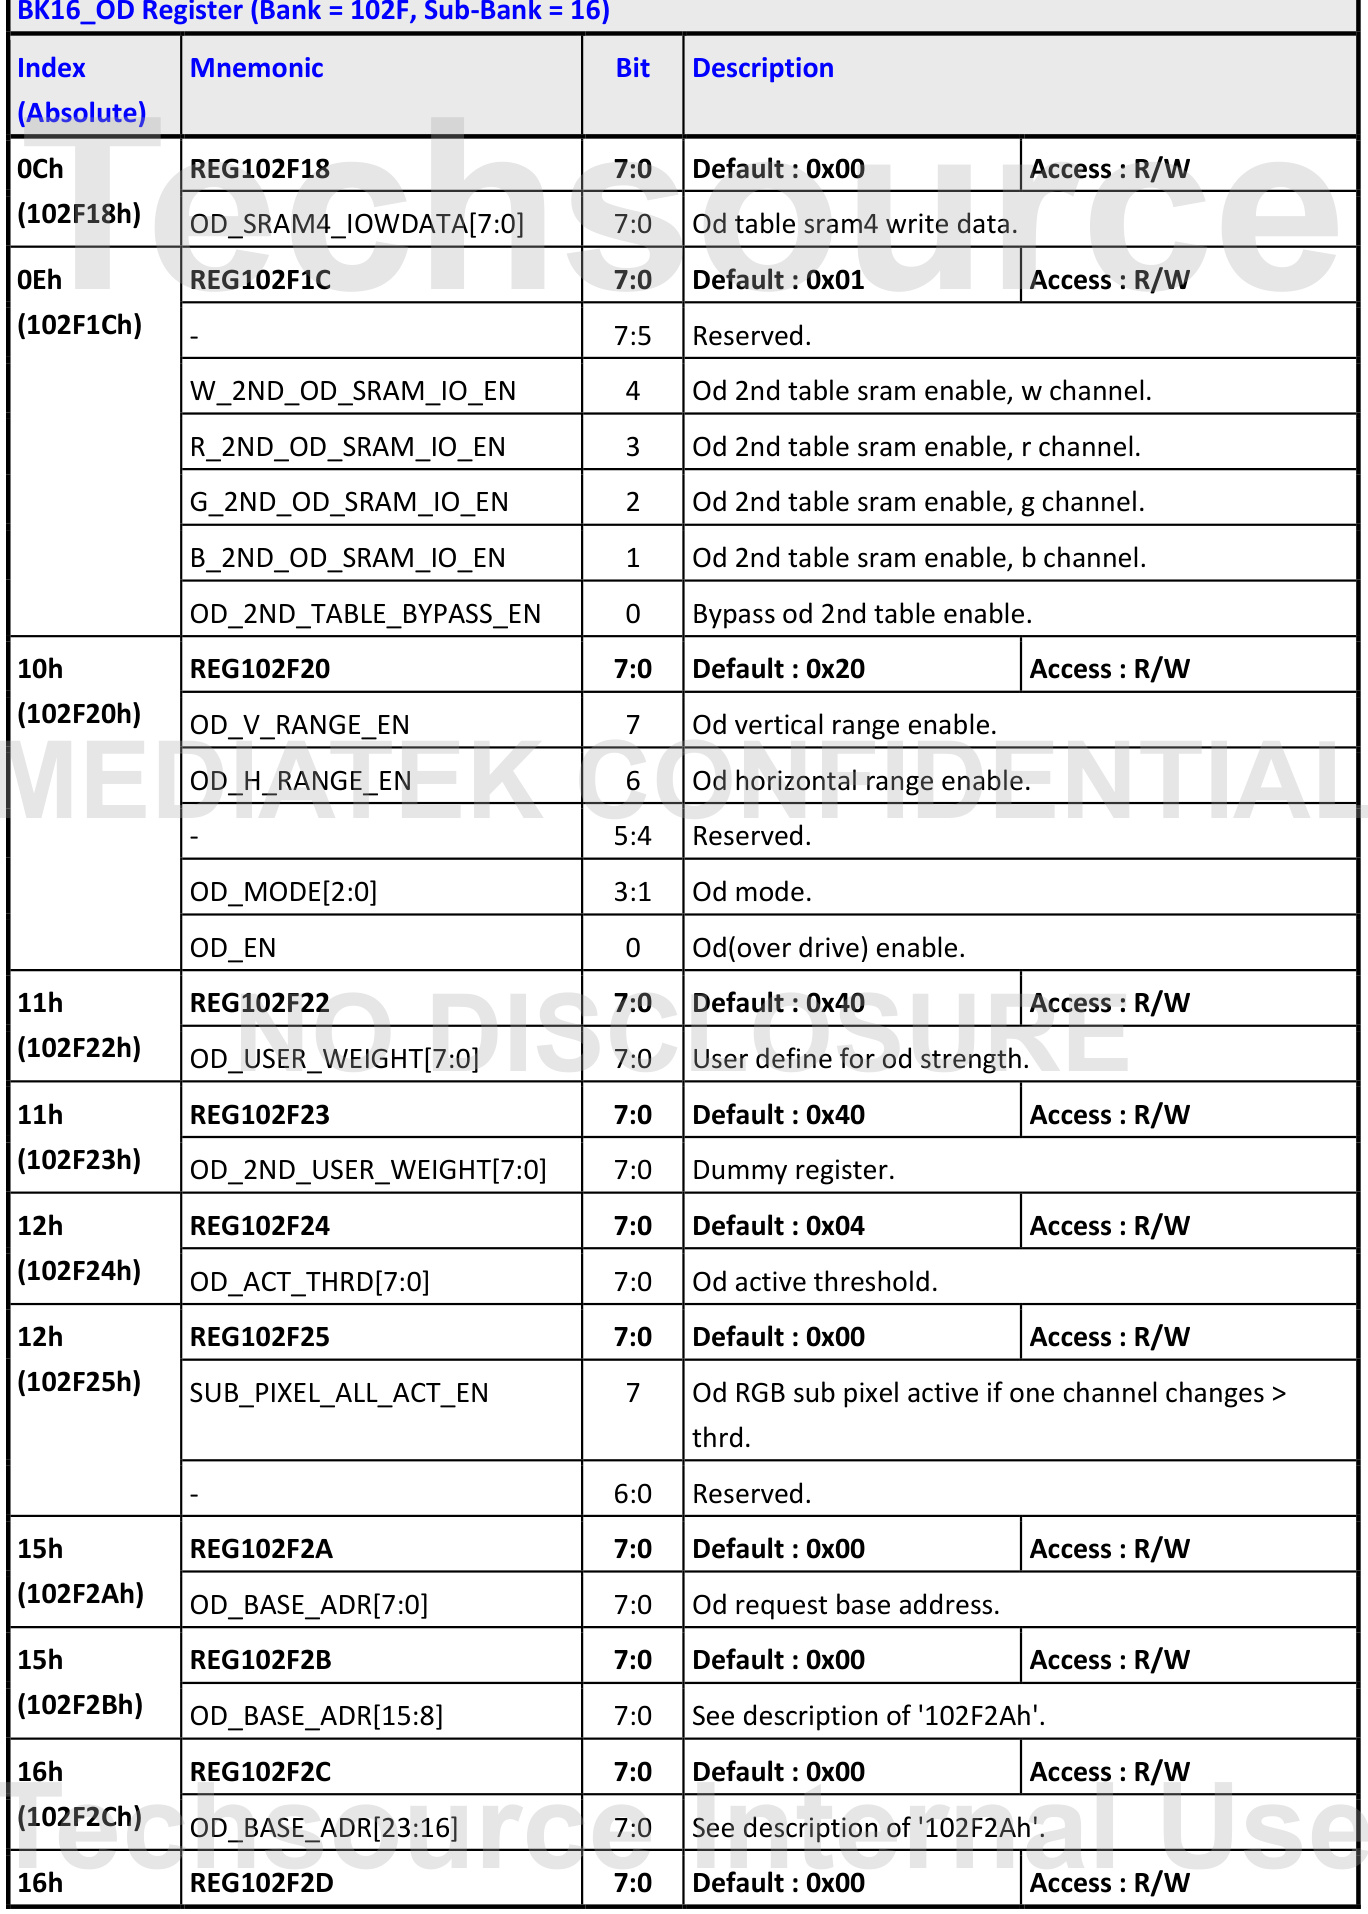 BK16_OD Register (Bank = 102F, Sub-Bank = 16)
Index (Absolute) Mnemonic Bit Description
0Ch (102F18h) REG102F18 7:0 Default : 0x00 Access : R/W
OD_SRAM4_IOWDATA[7:0] 7:0 Od table sram4 write data.
0Eh (102F1Ch) REG102F1C 7:0 Default : 0x01 Access : R/W
- 7:5 Reserved.
W_2ND_OD_SRAM_IO_EN 4 Od 2nd table sram enable, w channel.
R_2ND_OD_SRAM_IO_EN 3 Od 2nd table sram enable, r channel.
G_2ND_OD_SRAM_IO_EN 2 Od 2nd table sram enable, g channel.
B_2ND_OD_SRAM_IO_EN 1 Od 2nd table sram enable, b channel.
OD_2ND_TABLE_BYPASS_EN 0 Bypass od 2nd table enable.
10h (102F20h) REG102F20 7:0 Default : 0x20 Access : R/W
OD_V_RANGE_EN 7 Od vertical range enable.
OD_H_RANGE_EN 6 Od horizontal range enable.
- 5:4 Reserved.
OD_MODE[2:0] 3:1 Od mode.
OD_EN 0 Od(over drive) enable.
11h (102F22h) REG102F22 7:0 Default : 0x40 Access : R/W
OD_USER_WEIGHT[7:0] 7:0 User define for od strength.
11h (102F23h) REG102F23 7:0 Default : 0x40 Access : R/W
OD_2ND_USER_WEIGHT[7:0] 7:0 Dummy register.
12h (102F24h) REG102F24 7:0 Default : 0x04 Access : R/W
OD_ACT_THRD[7:0] 7:0 Od active threshold.
12h (102F25h) REG102F25 7:0 Default : 0x00 Access : R/W
SUB_PIXEL_ALL_ACT_EN 7 Od RGB sub pixel active if one channel changes >
thrd.
- 6:0 Reserved.
15h (102F2Ah) REG102F2A 7:0 Default : 0x00 Access : R/W
OD_BASE_ADR[7:0] 7:0 Od request base address.
15h (102F2Bh) REG102F2B 7:0 Default : 0x00 Access : R/W
OD_BASE_ADR[15:8] 7:0 See description of '102F2Ah'.
16h (102F2Ch) REG102F2C 7:0 Default : 0x00 Access : R/W
OD_BASE_ADR[23:16] 7:0 See description of '102F2Ah'.
16h REG102F2D 7:0 Default : 0x00 Access : R/W
Techsource
MEDIATEK CONFIDENTIAL
NO DISCLOSURE
Techsource Internal Use